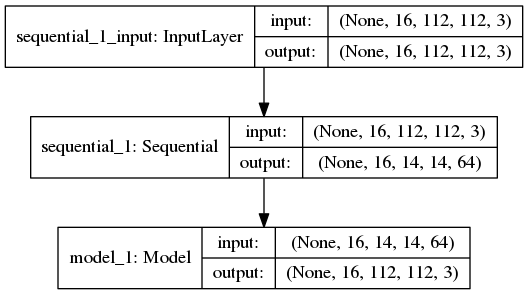 sequential_1_input: InputLayer
input: (None, 16, 112, 112, 3)
output: (None, 16, 112, 112, 3)
sequential_1: Sequential
input: (None, 16, 112, 112, 3)
output: (None, 16, 14, 14, 64)
model_1: Model
input: (None, 16, 14, 14, 64)
output: (None, 16, 112, 112, 3)